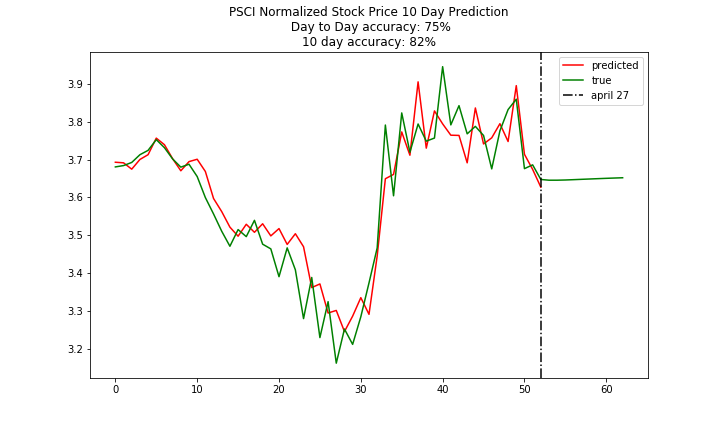 PSCI Normalized Stock Price 10 Day Prediction
Day to Day accuracy: 75%
10 day accuracy: 82%
predicted
true
april 27
3.9
3.8
3.7
3.6
3.5
3.4
3.3
3.2
0 10 20 30 40 50 60